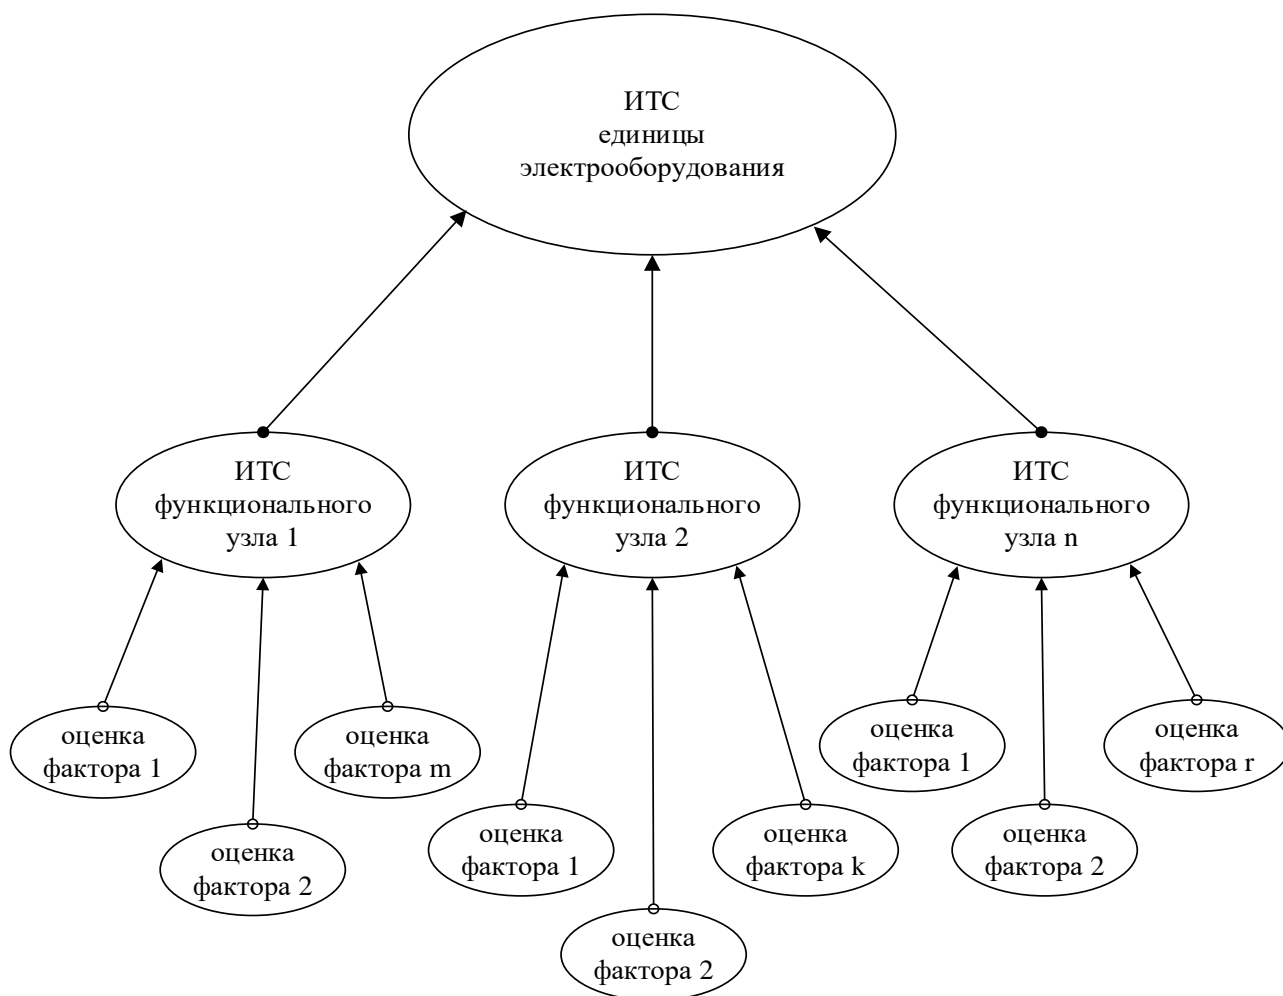 ИТС
единицы
электрооборудования
ИТС
функционального
узла 1
ИТС
функционального
узла 2
ИТС
функционального
узла n
оценка
фактора 1
оценка
фактора 2
оценка
фактора m
оценка
фактора 1
оценка
фактора 2
оценка
фактора k
оценка
фактора 1
оценка
фактора 2
оценка
фактора r